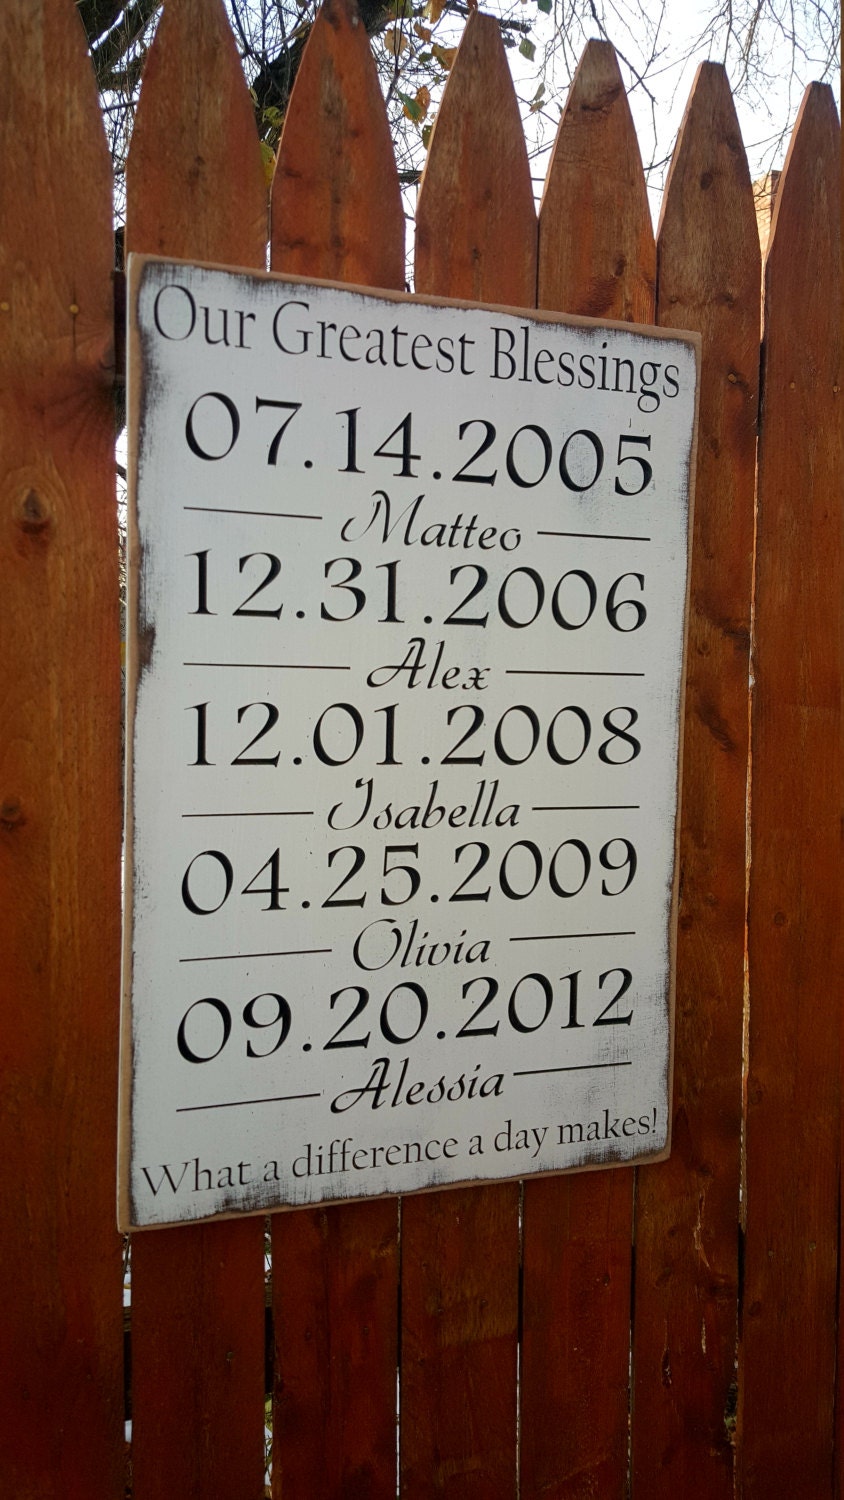 Our Greatest Blessings
07.14.2005
Matteo
12.31.2006
Alex
12.01.2008
Isabella
04.25.2009
Olivia
09.20.2012
Alessia
What a difference a day makes!